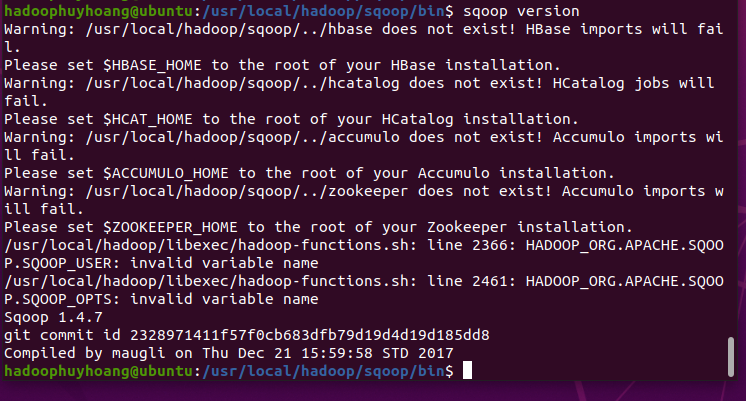 hadoophuyhoang@ubuntu:/usr/local/hadoop/sqoop/bin$ sqoop version
Warning: /usr/local/hadoop/sqoop/../hbase does not exist! HBase imports will fai
l.
Please set $HBASE_HOME to the root of your HBase installation.
Warning: /usr/local/hadoop/sqoop/../hcatalog does not exist! HCatalog jobs will
fail.
Please set $HCAT_HOME to the root of your HCatalog installation.
Warning: /usr/local/hadoop/sqoop/../accumulo does not exist! Accumulo imports wi
ll fail.
Please set $ACCUMULO_HOME to the root of your Accumulo installation.
Warning: /usr/local/hadoop/sqoop/../zookeeper does not exist! Accumulo imports w
ill fail.
Please set $ZOOKEEPER_HOME to the root of your Zookeeper installation.
/usr/local/hadoop/libexec/hadoop-functions.sh: line 2366: HADOOP_ORG.APACHE.SQOO
P.SQOOP_USER: invalid variable name
/usr/local/hadoop/libexec/hadoop-functions.sh: line 2461: HADOOP_ORG.APACHE.SQOO
P.SQOOP_OPTS: invalid variable name
Sqoop 1.4.7
git commit id 2328971411f57f0cb683dfb79d19d4d19d185dd8
Compiled by maugli on Thu Dec 21 15:59:58 STD 2017
hadoophuyhoang@ubuntu:/usr/local/hadoop/sqoop/bin$